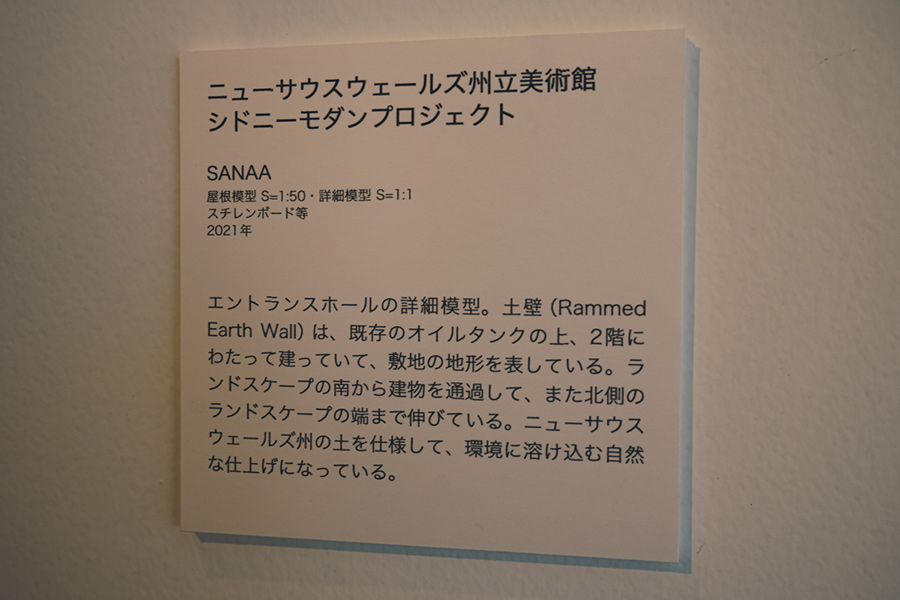 ニューサウスウェールズ州立美術館
シドニーモダンプロジェクト
SANAA
屋根模型 S=1:50・詳細模型 S=1:1
スチレンボード等
2021年
エントランスホールの詳細模型。土壁（Rammed
Earth Wall）は、既存のオイルタンクの上、2階に
わたって建っていて、敷地の地形を表している。ラ
ンドスケープの南から建物を通過して、また北側の
ランドスケープの端まで伸びている。ニューサウス
ウェールズ州の土を仕様して、環境に溶け込む自然
な仕上げになっている。